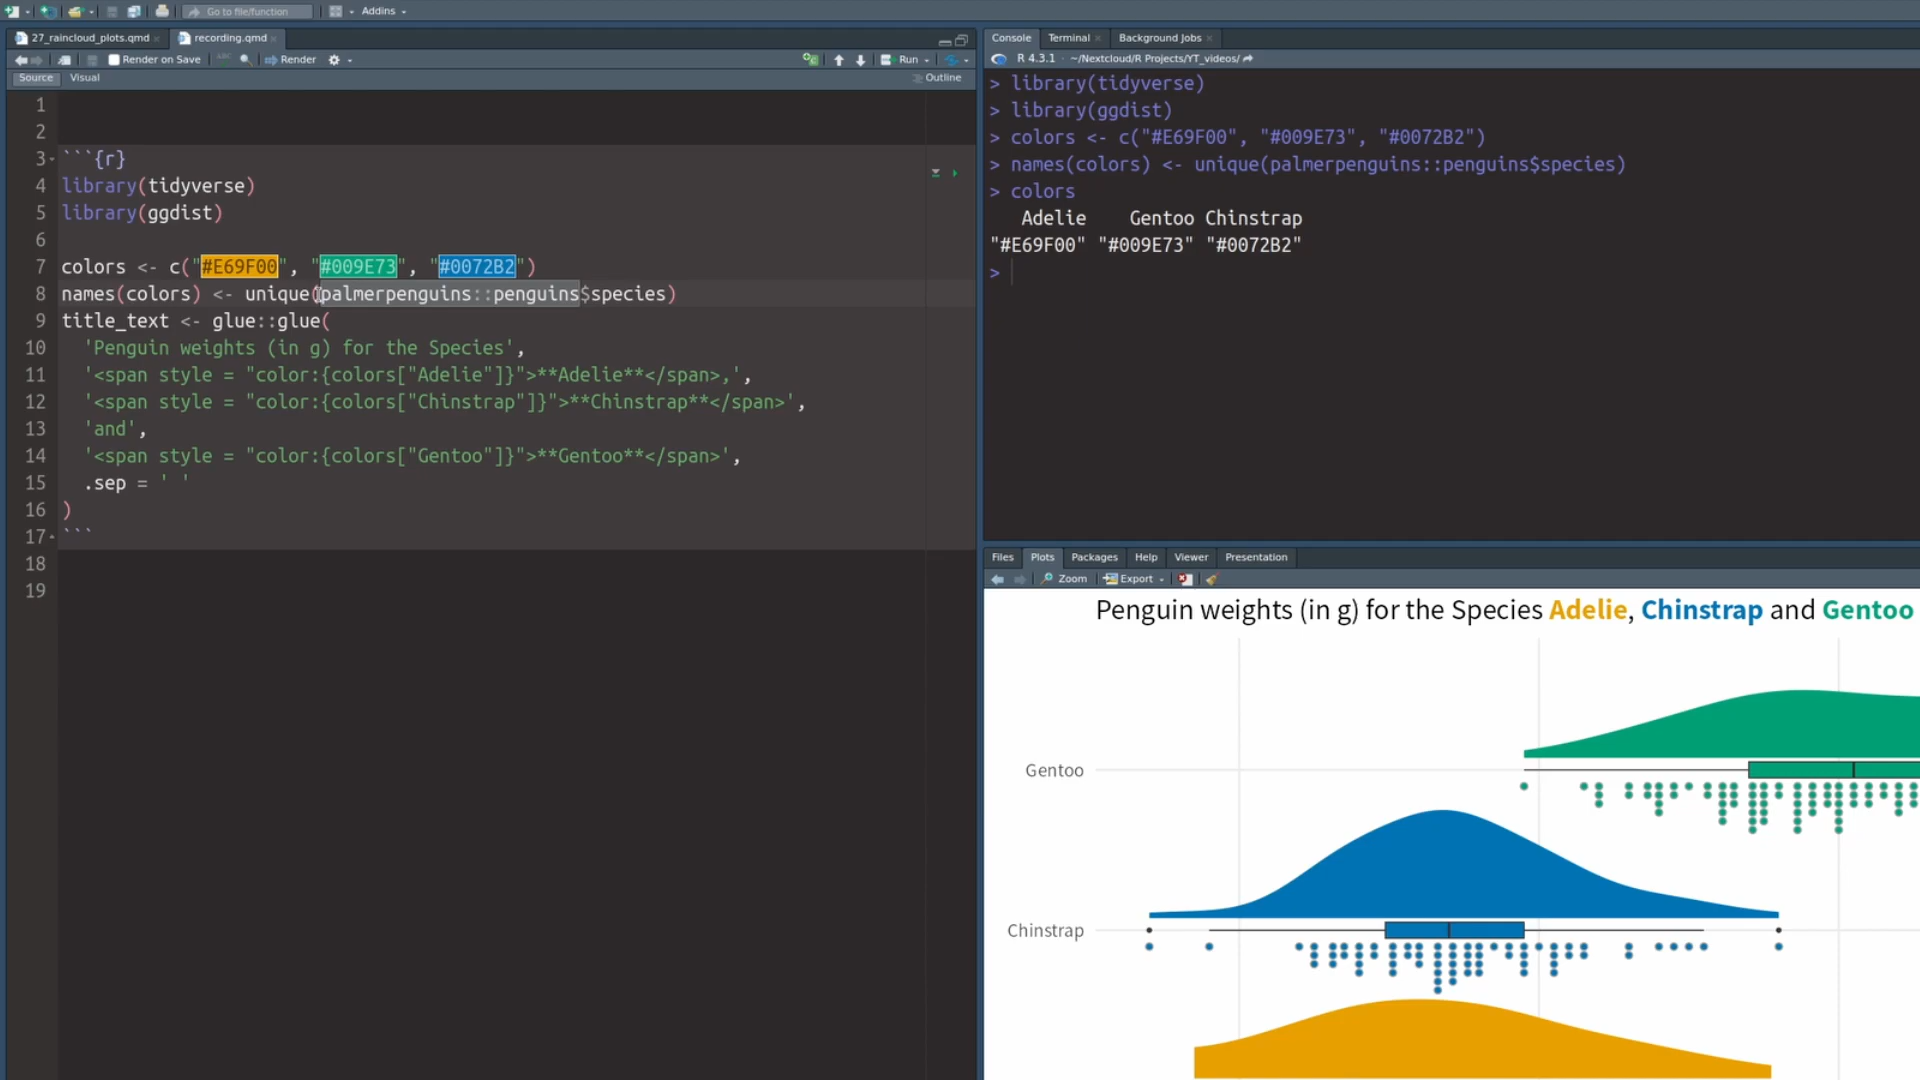 Go to file/function
Addins
27_raincloud_plots.qmd
recording.qmd
Render on Save
Render
Run
Source
Visual
Outline
1
2
3 ```{r}
4 library(tidyverse)
5 library(ggdist)
6
7 colors <- c("#E69F00", "#009E73", "#0072B2")
8 names(colors) <- unique(palmerpenguins::penguins$species)
9 title_text <- glue::glue(
10   'Penguin weights (in g) for the Species',
11   '<span style = "color:{colors["Adelie"]}">**Adelie**</span>,',
12   '<span style = "color:{colors["Chinstrap"]}">**Chinstrap**</span>',
13   'and',
14   '<span style = "color:{colors["Gentoo"]}">**Gentoo**</span>',
15   .sep = ' '
16 )
17 ```
18
19
Console
Terminal
Background Jobs
R 4.3.1 · ~/Nextcloud/R Projects/YT_videos/
> library(tidyverse)
> library(ggdist)
> colors <- c("#E69F00", "#009E73", "#0072B2")
> names(colors) <- unique(palmerpenguins::penguins$species)
> colors
   Adelie    Gentoo Chinstrap
"#E69F00" "#009E73" "#0072B2"
>
Files
Plots
Packages
Help
Viewer
Presentation
Zoom
Export
Penguin weights (in g) for the Species Adelie, Chinstrap and Gentoo
Gentoo
Chinstrap